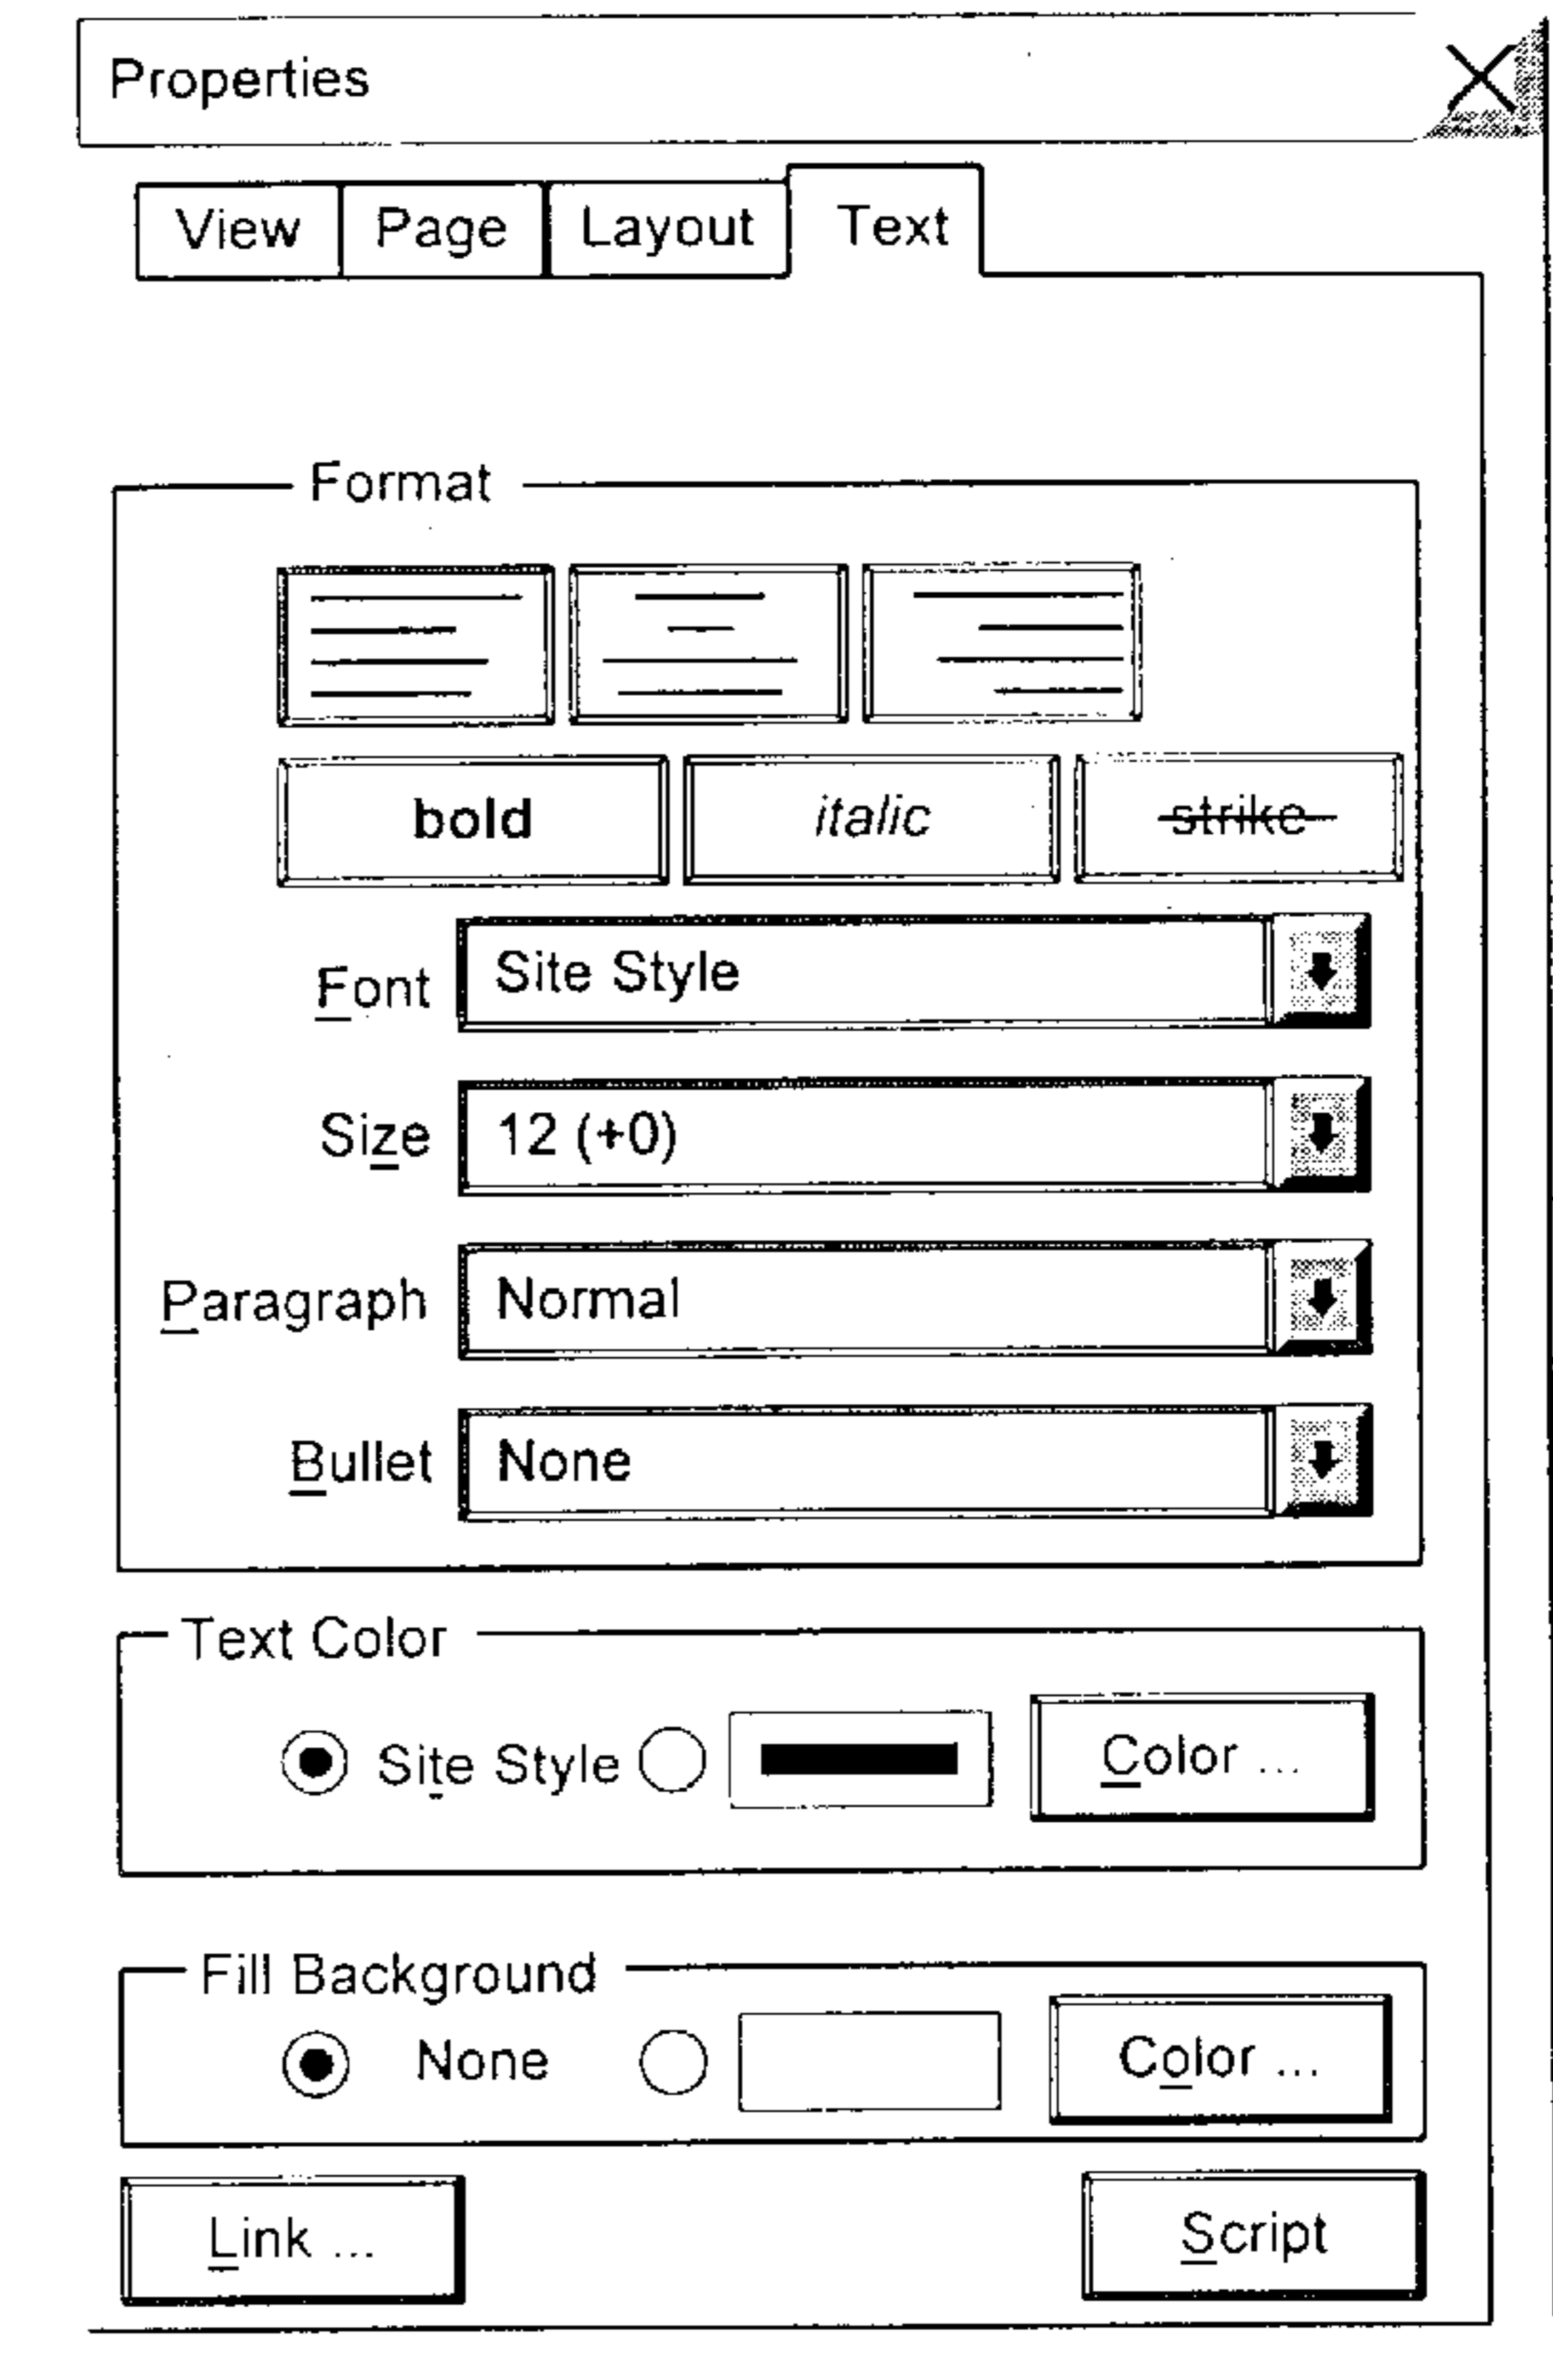 Properties
View Page Layout Text
Format
bold italic strike
Font Site Style
Size 12 (+0)
Paragraph Normal
Bullet None
Text Color
Site Style Color ...
Fill Background
None Color ...
Link ... Script